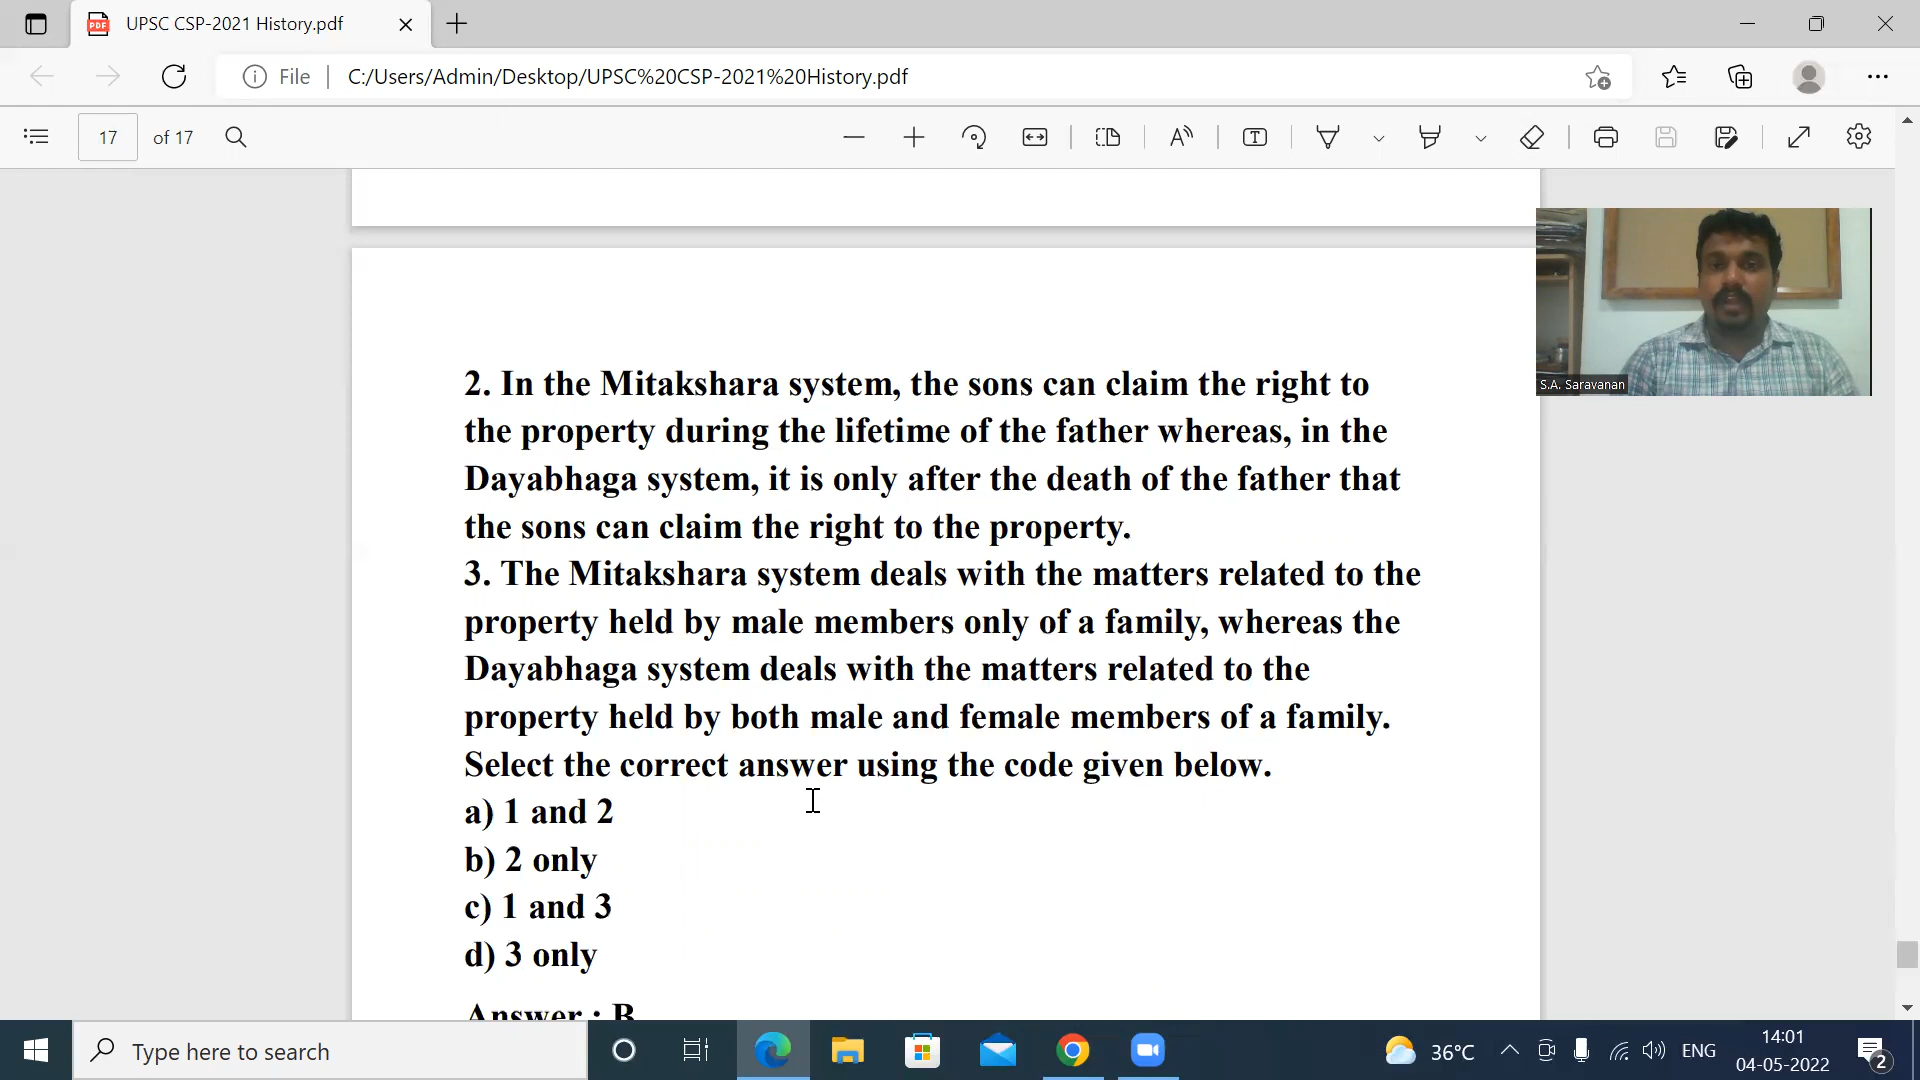 UPSC CSP-2021 History.pdf
File
C:/Users/Admin/Desktop/UPSC%20CSP-2021%20History.pdf
17
of 17
S.A. Saravanan
2. In the Mitakshara system, the sons can claim the right to
the property during the lifetime of the father whereas, in the
Dayabhaga system, it is only after the death of the father that
the sons can claim the right to the property.
3. The Mitakshara system deals with the matters related to the
property held by male members only of a family, whereas the
Dayabhaga system deals with the matters related to the
property held by both male and female members of a family.
Select the correct answer using the code given below.
a) 1 and 2
b) 2 only
c) 1 and 3
d) 3 only
Answer : B
Type here to search
36°C
ENG
14:01
04-05-2022
2